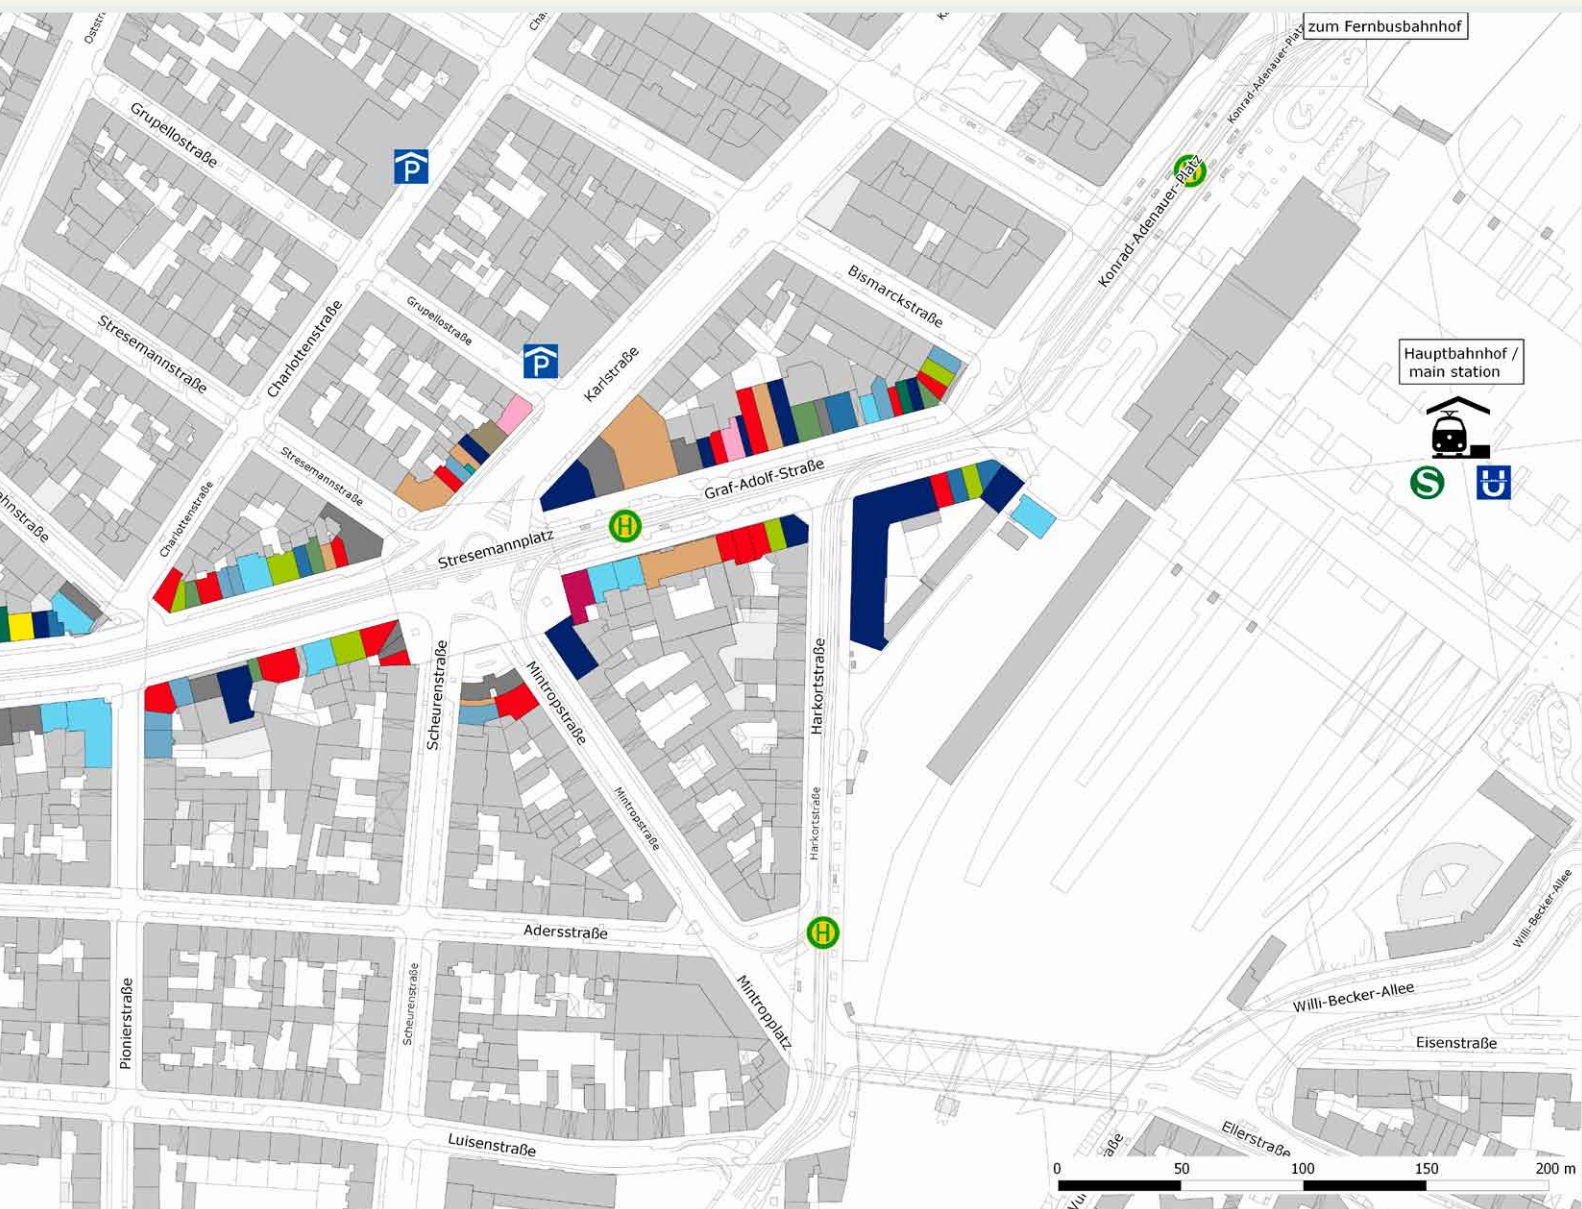 zum Fernbusbahnhof
Konrad-Adenauer-Platz
Grupellostraße
P
H
Konrad-Adenauer-Platz
Bismarckstraße
Stresemannstraße
Charlottenstraße
Grupellostraße
P
Karlstraße
Hauptbahnhof /
main station
S
U
Stresemannstraße
Charlottenstraße
Graf-Adolf-Straße
H
Stresemannplatz
Scheurenstraße
Mintropstraße
Harkortstraße
Mintropstraße
Harkortstraße
Adersstraße
H
Willi-Becker-Allee
Willi-Becker-Allee
Pionierstraße
Scheurenstraße
Mintropplatz
Eisenstraße
Luisenstraße
Ellerstraße
0 50 100 150 200 m